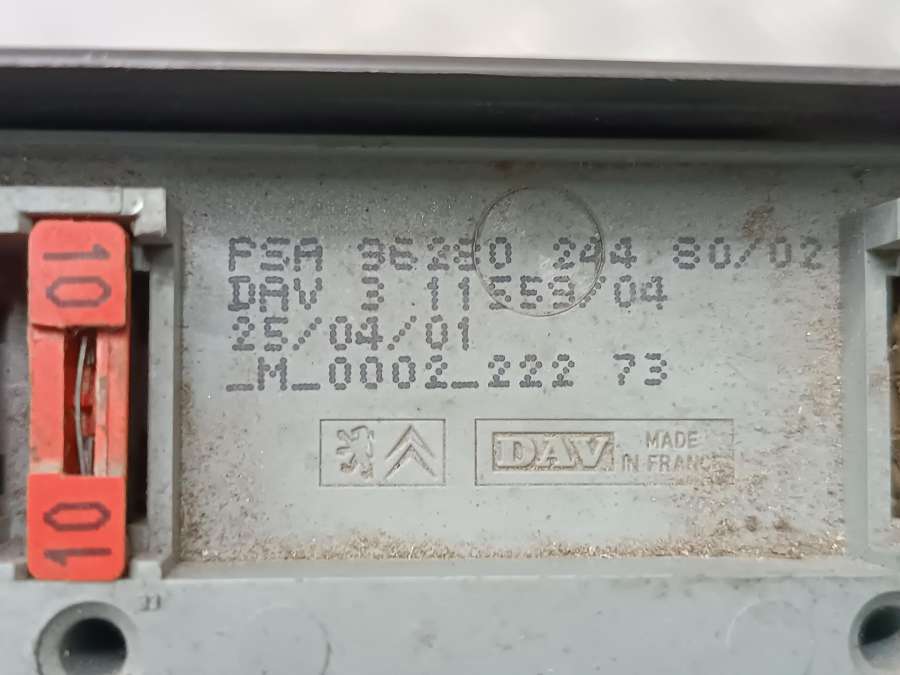 10
PSA 96280 244 80/02
DAV 3 11353/04
25/04/01
_M_0002_222 73
DAV MADE
IN FRANCE
10